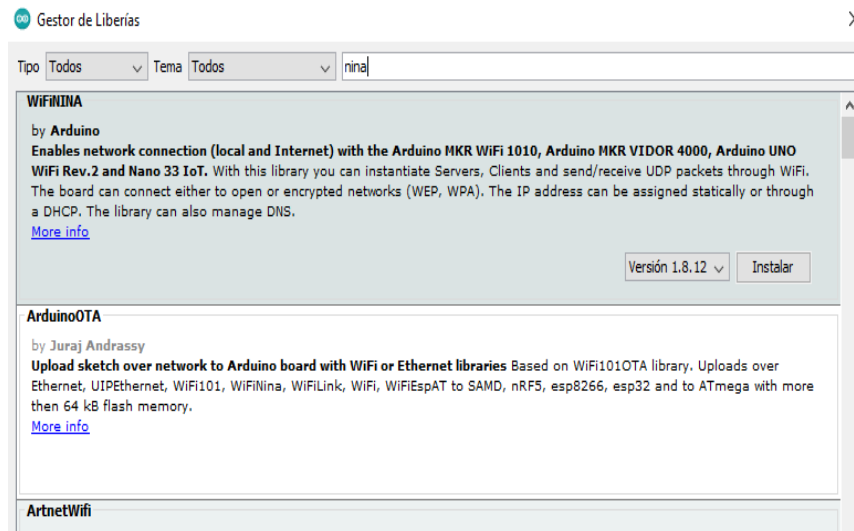 Gestor de Liberías
Tipo Todos Tema Todos nina
WiFiNINA
by Arduino
Enables network connection (local and Internet) with the Arduino MKR WiFi 1010, Arduino MKR VIDOR 4000, Arduino UNO
WiFi Rev.2 and Nano 33 IoT. With this library you can instantiate Servers, Clients and send/receive UDP packets through WiFi.
The board can connect either to open or encrypted networks (WEP, WPA). The IP address can be assigned statically or through
a DHCP. The library can also manage DNS.
More info
Versión 1.8.12 Instalar
ArduinoOTA
by Juraj Andrassy
Upload sketch over network to Arduino board with WiFi or Ethernet libraries Based on WiFi101OTA library. Uploads over
Ethernet, UIPEthernet, WiFi101, WiFiNina, WiFiLink, WiFi, WiFiEspAT to SAMD, nRF5, esp8266, esp32 and to ATmega with more
then 64 kB flash memory.
More info
ArtnetWifi